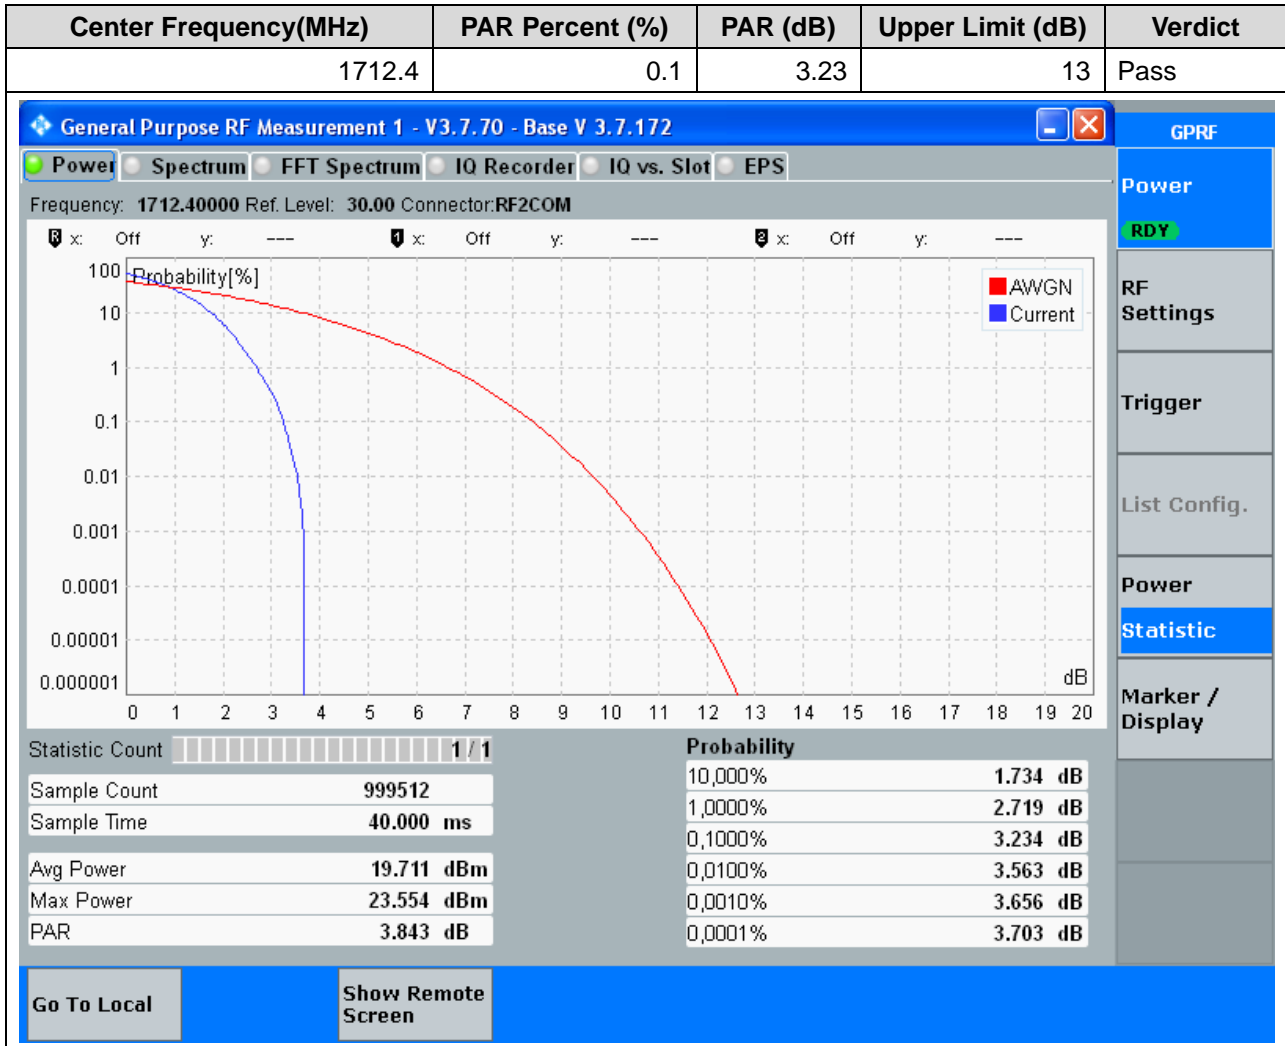 Center Frequency(MHz) PAR Percent (%) PAR (dB) Upper Limit (dB) Verdict
1712.4 0.1 3.23 13 Pass
General Purpose RF Measurement 1 - V3.7.70 - Base V 3.7.172
GPRF
Power Spectrum FFT Spectrum IQ Recorder IQ vs. Slot EPS
Power
RDY
Frequency: 1712.40000 Ref. Level: 30.00 Connector:RF2COM
R x: Off y: --- 1 x: Off y: --- 2 x: Off y: ---
Probability[%]
AWGN
Current
100
10
1
0.1
0.01
0.001
0.0001
0.00001
0.000001
dB
0 1 2 3 4 5 6 7 8 9 10 11 12 13 14 15 16 17 18 19 20
RF
Settings
Trigger
List Config.
Power
Statistic
Marker /
Display
Statistic Count 1 / 1
Sample Count 999512
Sample Time 40.000 ms
Avg Power 19.711 dBm
Max Power 23.554 dBm
PAR 3.843 dB
Probability
10,000% 1.734 dB
1,0000% 2.719 dB
0,1000% 3.234 dB
0,0100% 3.563 dB
0,0010% 3.656 dB
0,0001% 3.703 dB
Go To Local
Show Remote
Screen